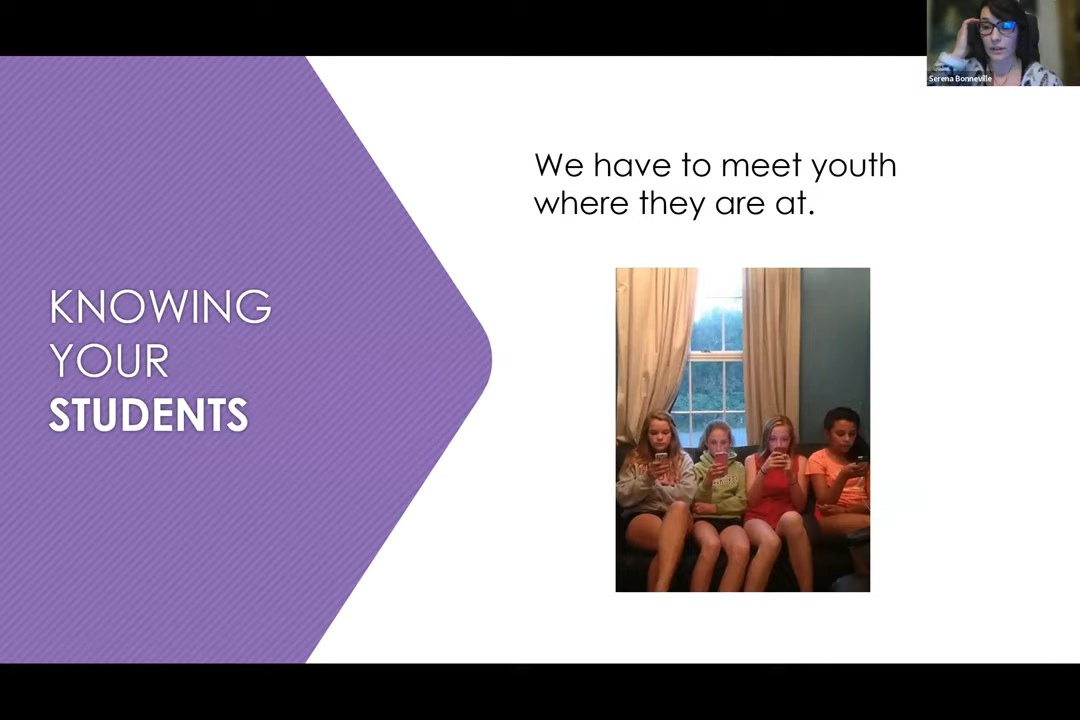 Serena Bonneville
We have to meet youth
where they are at.
KNOWING
YOUR
STUDENTS